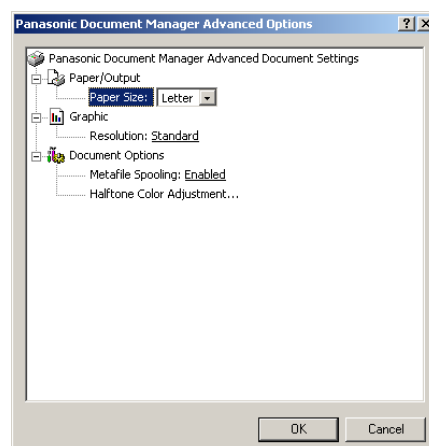 Panasonic Document Manager Advanced Options
Panasonic Document Manager Advanced Document Settings
Paper/Output
Paper Size: Letter
Graphic
Resolution: Standard
Document Options
Metafile Spooling: Enabled
Halftone Color Adjustment...
OK Cancel